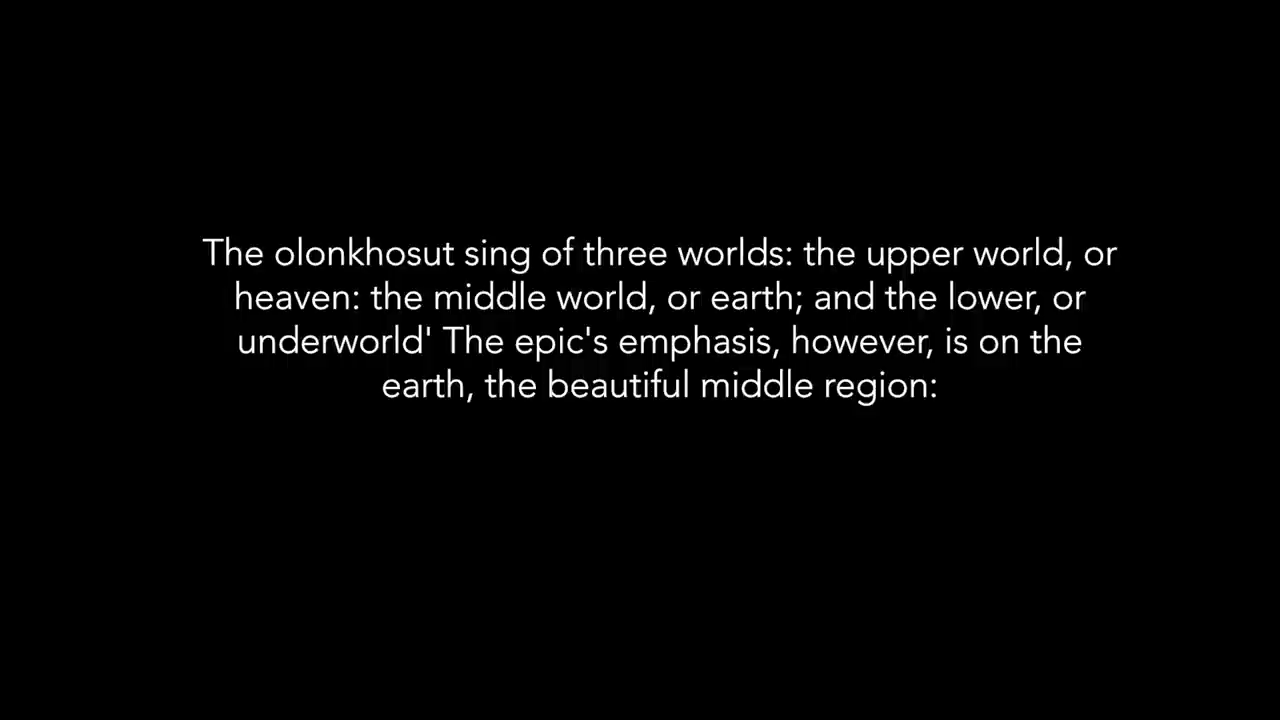 The olonkhosut sing of three worlds: the upper world, or
heaven: the middle world, or earth; and the lower, or
underworld' The epic's emphasis, however, is on the
earth, the beautiful middle region: